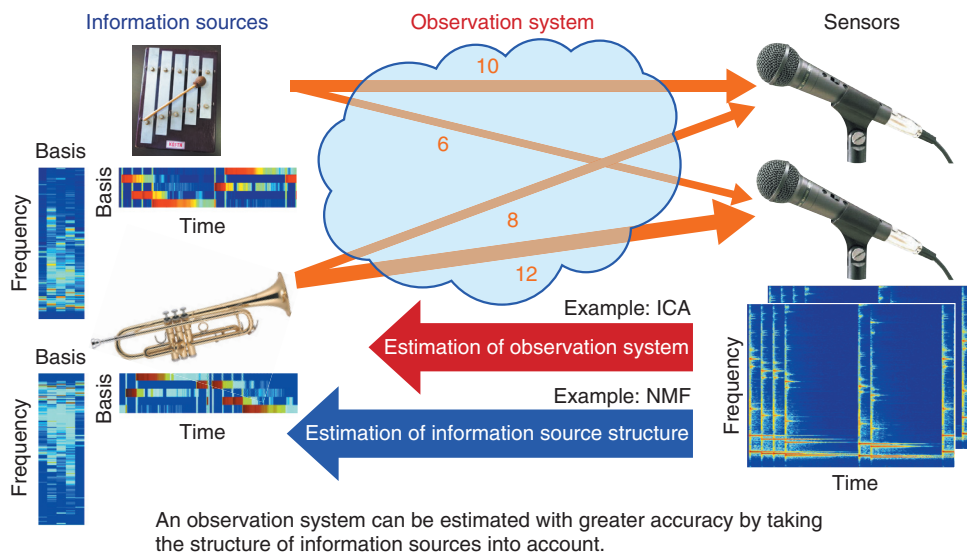 Information sources
Observation system
Sensors
10
6
8
12
Basis
Frequency
Basis
Time
Basis
Frequency
Basis
Time
Example: ICA
Estimation of observation system
Example: NMF
Estimation of information source structure
Frequency
Time
An observation system can be estimated with greater accuracy by taking
the structure of information sources into account.